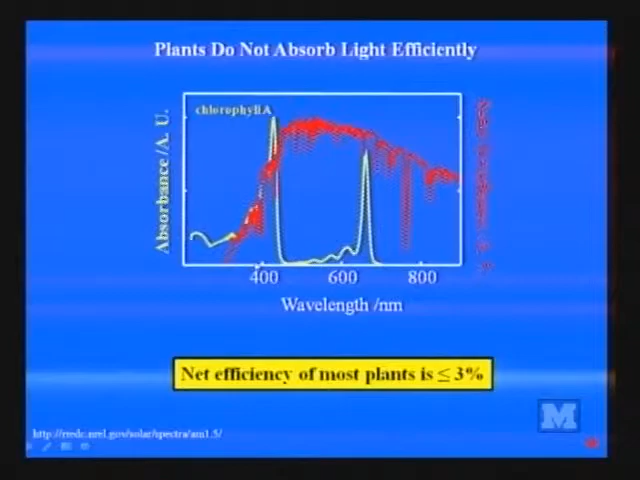 Plants Do Not Absorb Light Efficiently
chlorophyll A
Absorbance /A. U.
400 600 800
Wavelength /nm
Net efficiency of most plants is ≤ 3%
M
http://rredc.nrel.gov/solar/spectra/am1.5/